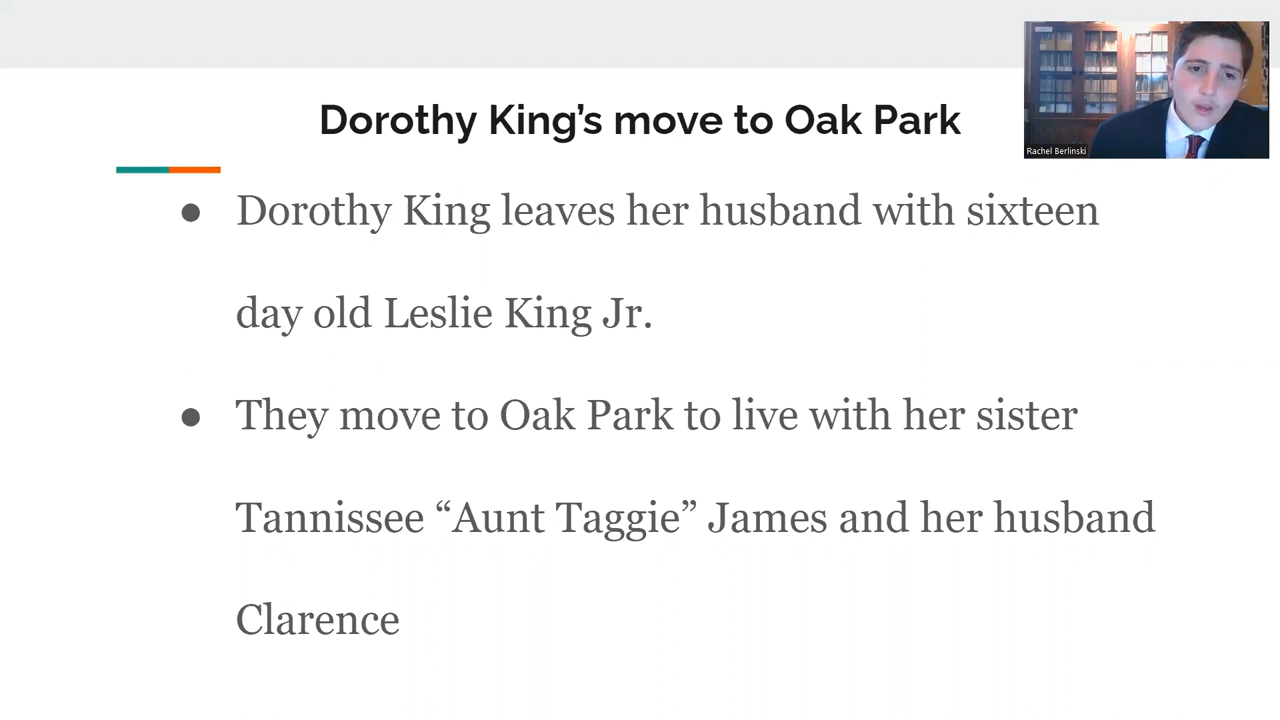 Dorothy King’s move to Oak Park
Rachel Berlinski
● Dorothy King leaves her husband with sixteen
day old Leslie King Jr.
● They move to Oak Park to live with her sister
Tannissee “Aunt Taggie” James and her husband
Clarence